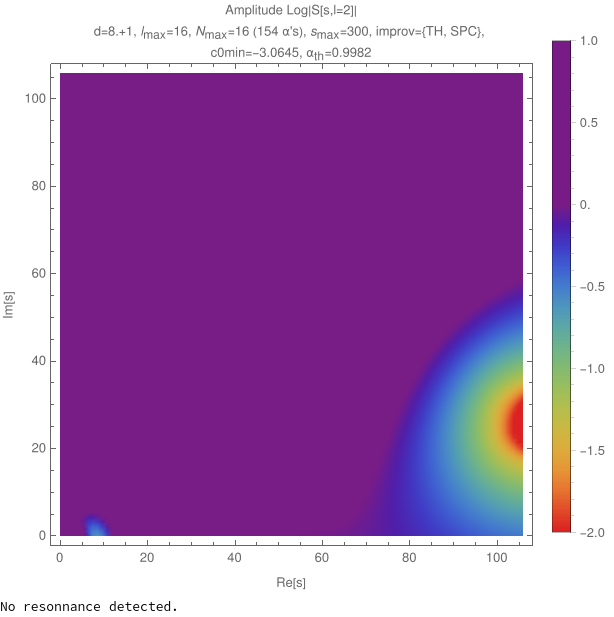 Amplitude Log|S[s,l=2]|
d=8.+1, lmax=16, Nmax=16 (154 α's), smax=300, improv={TH, SPC},
c0min=-3.0645, αth=0.9982
1.0
0.5
0.
-0.5
-1.0
-1.5
-2.0
100
80
60
40
20
0
Im[s]
0 20 40 60 80 100
Re[s]
No resonnance detected.